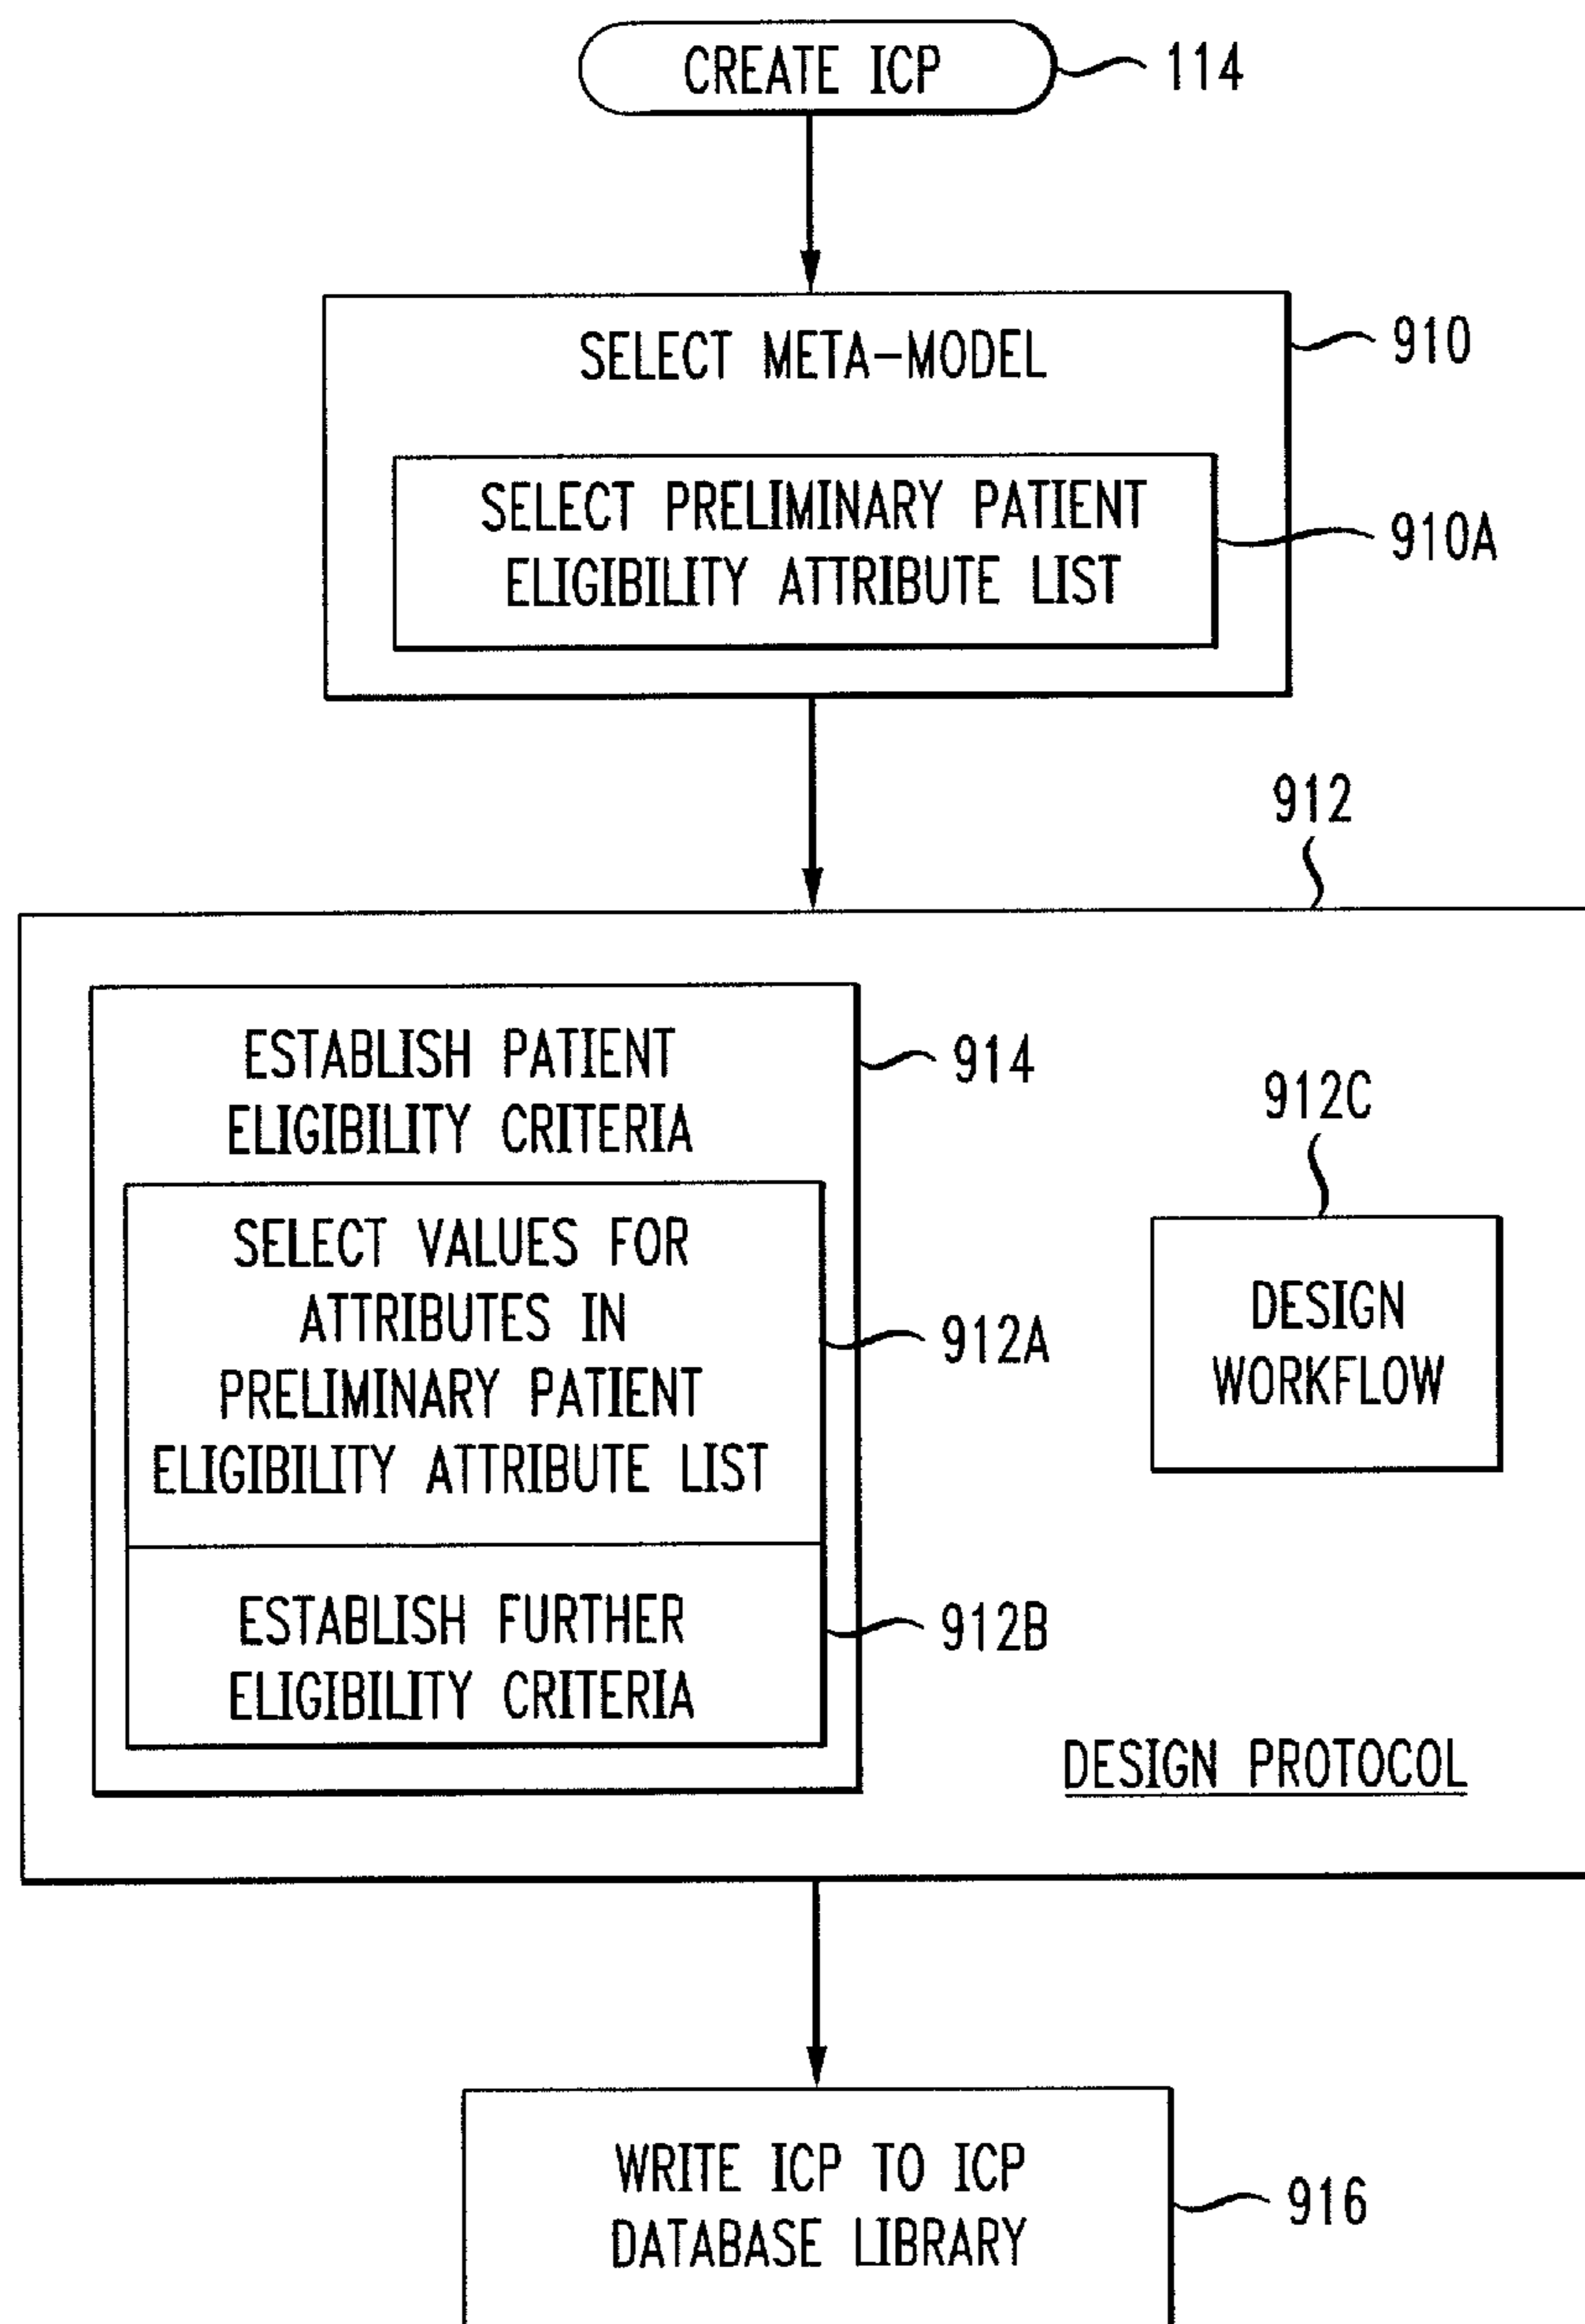 CREATE ICP
114
SELECT META-MODEL
910
SELECT PRELIMINARY PATIENT
ELIGIBILITY ATTRIBUTE LIST
910A
912
ESTABLISH PATIENT
ELIGIBILITY CRITERIA
914
SELECT VALUES FOR
ATTRIBUTES IN
PRELIMINARY PATIENT
ELIGIBILITY ATTRIBUTE LIST
912A
ESTABLISH FURTHER
ELIGIBILITY CRITERIA
912B
912C
DESIGN
WORKFLOW
DESIGN PROTOCOL
WRITE ICP TO ICP
DATABASE LIBRARY
916